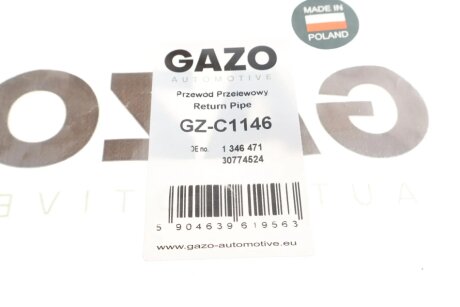 MADE IN
POLAND
GAZO
AUTOMOTIVE
Przewód Przelewowy
Return Pipe
GZ-C1146
OE no. 1 346 471
30774524
5 904639 619563
www.gazo-automotive.eu